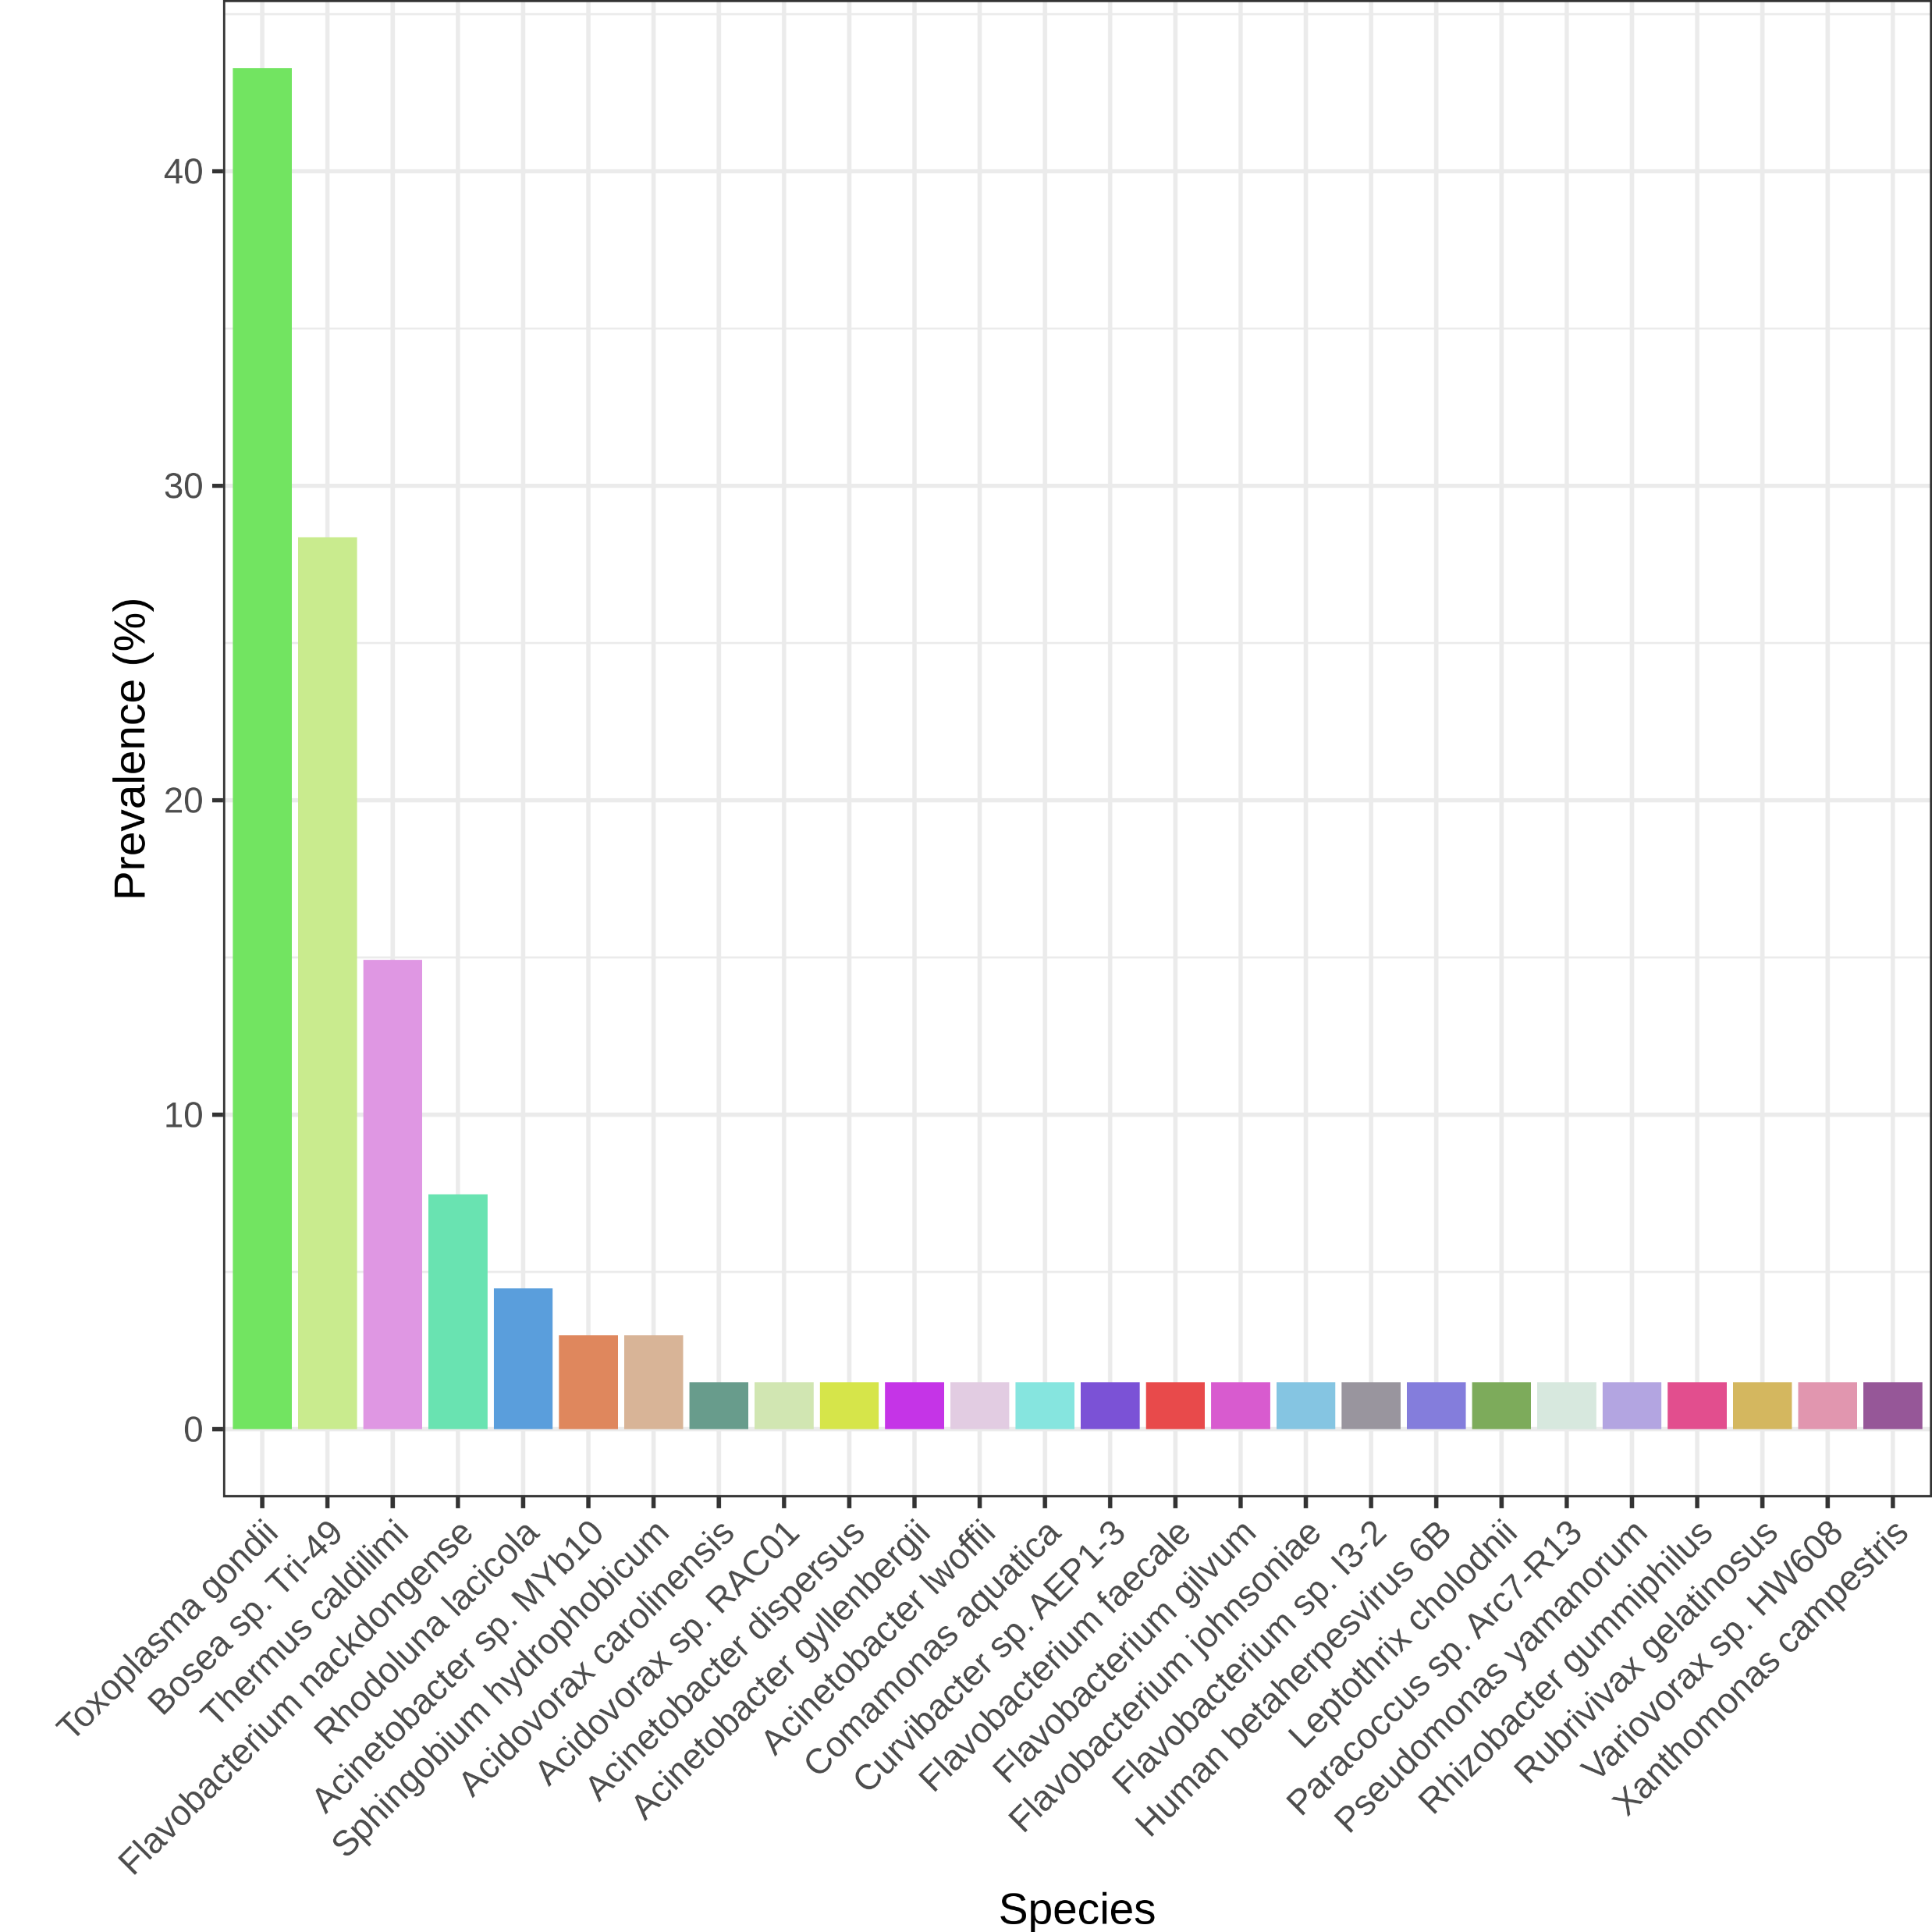 Prevalence (%)
40
30
20
10
0
Toxoplasma gondii
Bosea sp. Tri-49
Thermus caldilimi
Flavobacterium nackdongense
Rhodoluna lacicola
Acinetobacter sp. MYb10
Sphingobium hydrophobicum
Acidovorax carolinensis
Acidovorax sp. RAC01
Acinetobacter dispersus
Acinetobacter gyllenbergii
Acinetobacter lwoffii
Comamonas aquatica
Curvibacter sp. AEP1-3
Flavobacterium faecale
Flavobacterium gilvum
Flavobacterium johnsoniae
Flavobacterium sp. I3-2
Human betaherpesvirus 6B
Leptothrix cholodnii
Paracoccus sp. Arc7-R13
Pseudomonas yamanorum
Rhizobacter gummiphilus
Rubrivivax gelatinosus
Variovorax sp. HW608
Xanthomonas campestris
Species